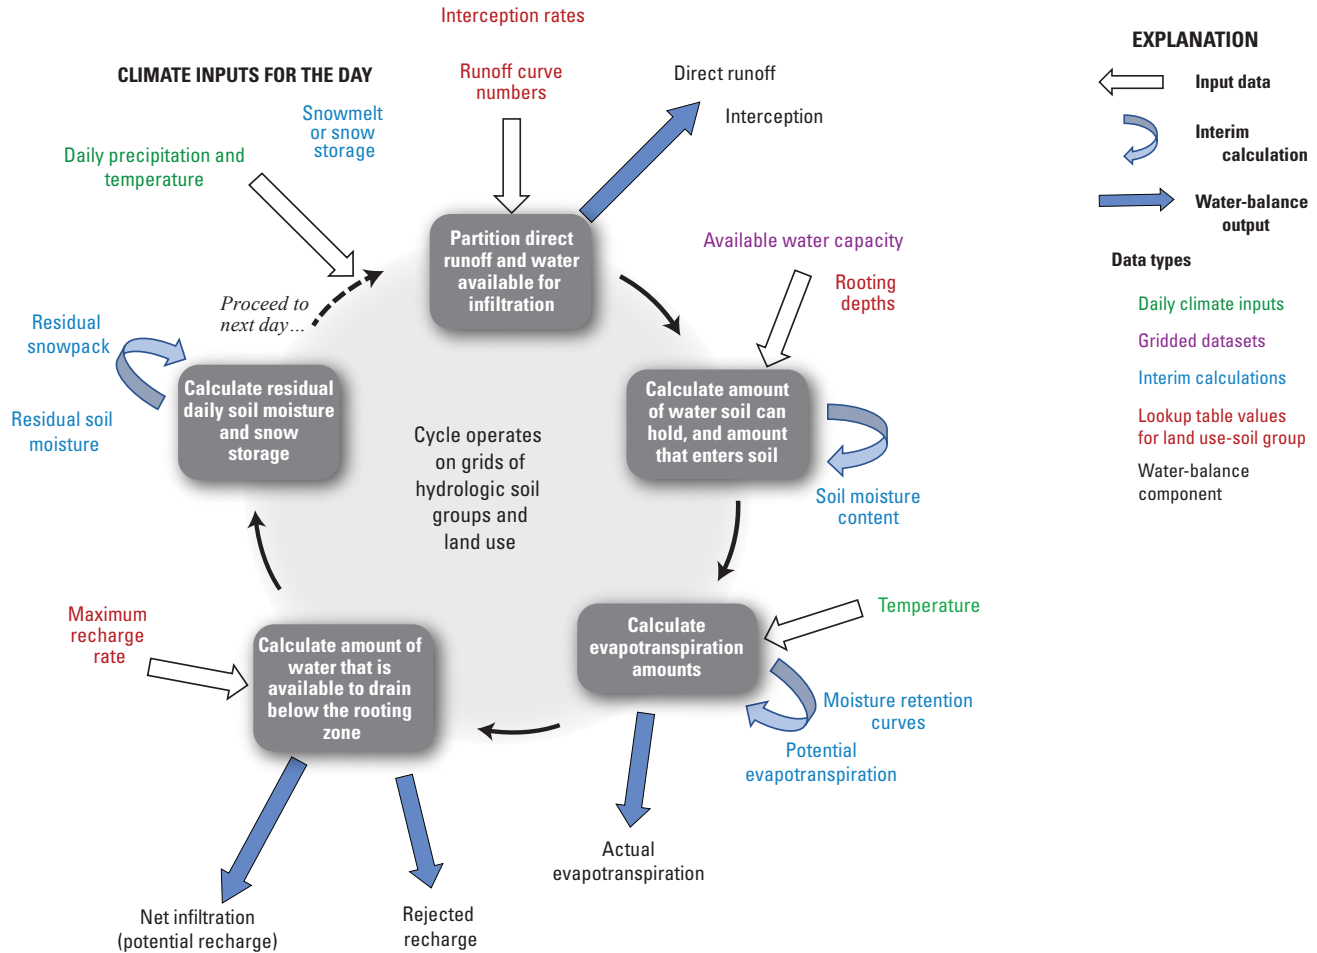 Interception rates
CLIMATE INPUTS FOR THE DAY
Runoff curve
numbers
Direct runoff
Interception
Snowmelt
or snow
storage
Daily precipitation and
temperature
Partition direct
runoff and water
available for
infiltration
Available water capacity
Rooting
depths
Proceed to
next day...
Residual
snowpack
Residual soil
moisture
Calculate residual
daily soil moisture
and snow
storage
Calculate amount
of water soil can
hold, and amount
that enters soil
Cycle operates
on grids of
hydrologic soil
groups and
land use
Soil moisture
content
Temperature
Maximum
recharge
rate
Calculate amount of
water that is
available to drain
below the rooting
zone
Calculate
evapotranspiration
amounts
Moisture retention
curves
Potential
evapotranspiration
Actual
evapotranspiration
Net infiltration
(potential recharge)
Rejected
recharge
EXPLANATION
Input data
Interim
calculation
Water-balance
output
Data types
Daily climate inputs
Gridded datasets
Interim calculations
Lookup table values
for land use-soil group
Water-balance
component